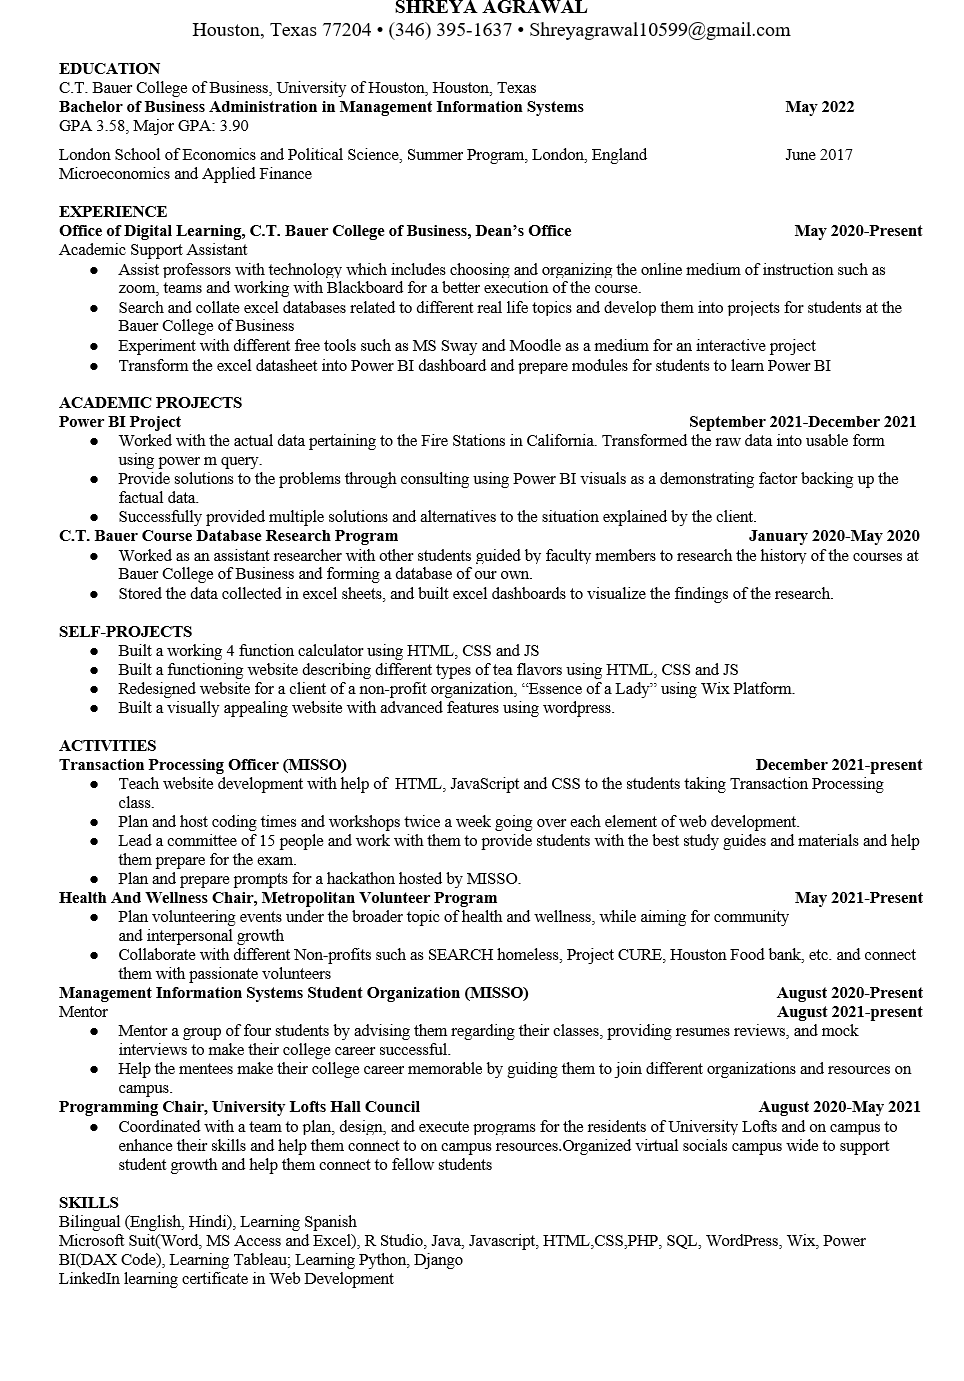 SHREYA AGRAWAL
Houston, Texas 77204 • (346) 395-1637 • Shreyagrawal10599@gmail.com
EDUCATION
C.T. Bauer College of Business, University of Houston, Houston, Texas
Bachelor of Business Administration in Management Information Systems May 2022
GPA 3.58, Major GPA: 3.90
London School of Economics and Political Science, Summer Program, London, England June 2017
Microeconomics and Applied Finance
EXPERIENCE
Office of Digital Learning, C.T. Bauer College of Business, Dean's Office May 2020-Present
Academic Support Assistant
● Assist professors with technology which includes choosing and organizing the online medium of instruction such as
zoom, teams and working with Blackboard for a better execution of the course.
● Search and collate excel databases related to different real life topics and develop them into projects for students at the
Bauer College of Business
● Experiment with different free tools such as MS Sway and Moodle as a medium for an interactive project
● Transform the excel datasheet into Power BI dashboard and prepare modules for students to learn Power BI
ACADEMIC PROJECTS
Power BI Project September 2021-December 2021
● Worked with the actual data pertaining to the Fire Stations in California. Transformed the raw data into usable form
using power m query.
● Provide solutions to the problems through consulting using Power BI visuals as a demonstrating factor backing up the
factual data.
● Successfully provided multiple solutions and alternatives to the situation explained by the client.
C.T. Bauer Course Database Research Program January 2020-May 2020
● Worked as an assistant researcher with other students guided by faculty members to research the history of the courses at
Bauer College of Business and forming a database of our own.
● Stored the data collected in excel sheets, and built excel dashboards to visualize the findings of the research.
SELF-PROJECTS
● Built a working 4 function calculator using HTML, CSS and JS
● Built a functioning website describing different types of tea flavors using HTML, CSS and JS
● Redesigned website for a client of a non-profit organization, “Essence of a Lady” using Wix Platform.
● Built a visually appealing website with advanced features using wordpress.
ACTIVITIES
Transaction Processing Officer (MISSO) December 2021-present
● Teach website development with help of HTML, JavaScript and CSS to the students taking Transaction Processing
class.
● Plan and host coding times and workshops twice a week going over each element of web development.
● Lead a committee of 15 people and work with them to provide students with the best study guides and materials and help
them prepare for the exam.
● Plan and prepare prompts for a hackathon hosted by MISSO.
Health And Wellness Chair, Metropolitan Volunteer Program May 2021-Present
● Plan volunteering events under the broader topic of health and wellness, while aiming for community
and interpersonal growth
● Collaborate with different Non-profits such as SEARCH homeless, Project CURE, Houston Food bank, etc. and connect
them with passionate volunteers
Management Information Systems Student Organization (MISSO) August 2020-Present
Mentor August 2021-present
● Mentor a group of four students by advising them regarding their classes, providing resumes reviews, and mock
interviews to make their college career successful.
● Help the mentees make their college career memorable by guiding them to join different organizations and resources on
campus.
Programming Chair, University Lofts Hall Council August 2020-May 2021
● Coordinated with a team to plan, design, and execute programs for the residents of University Lofts and on campus to
enhance their skills and help them connect to on campus resources.Organized virtual socials campus wide to support
student growth and help them connect to fellow students
SKILLS
Bilingual (English, Hindi), Learning Spanish
Microsoft Suit(Word, MS Access and Excel), R Studio, Java, Javascript, HTML,CSS,PHP, SQL, WordPress, Wix, Power
BI(DAX Code), Learning Tableau; Learning Python, Django
LinkedIn learning certificate in Web Development